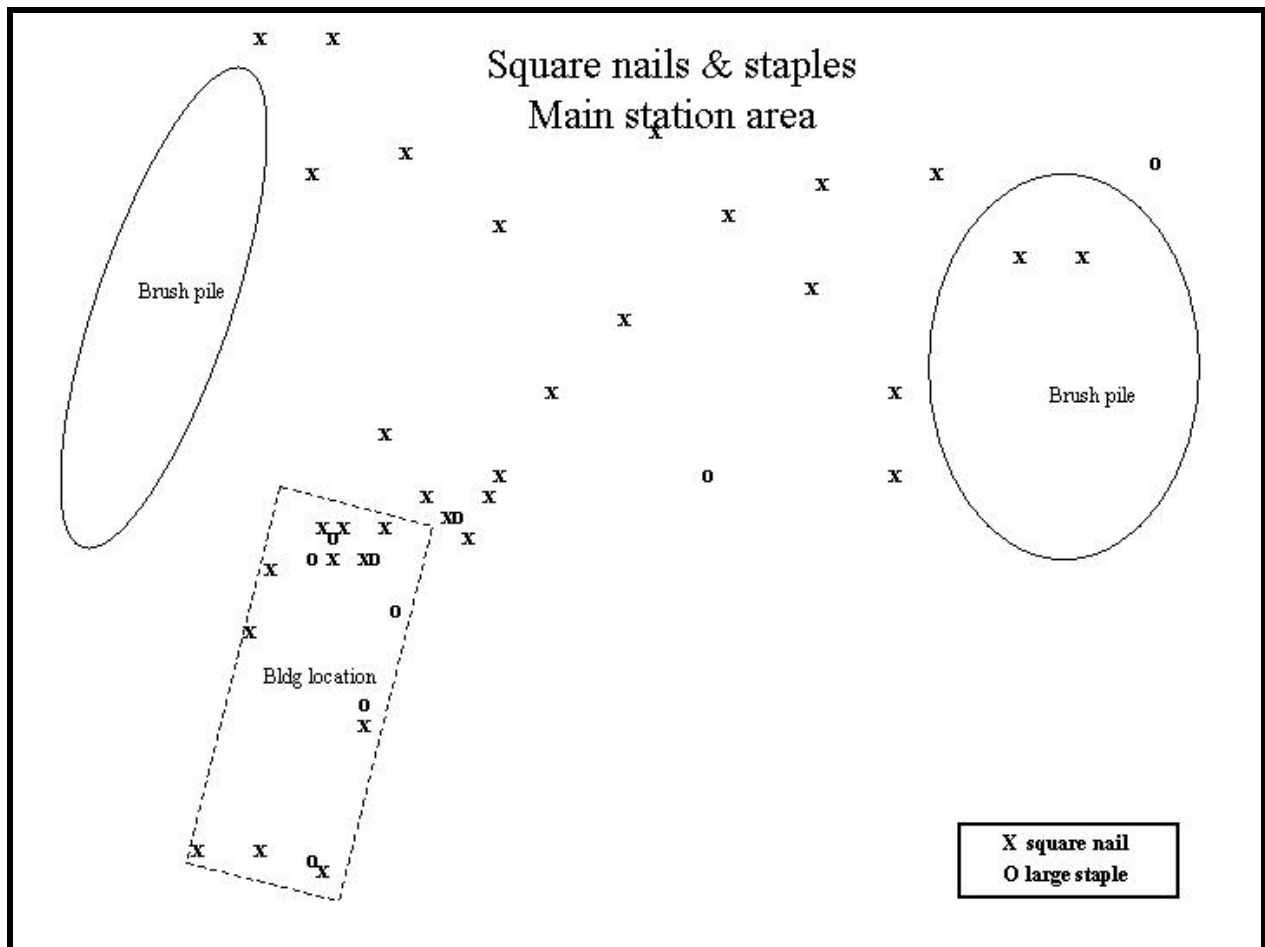 Square nails & staples
Main station area
Brush pile
Brush pile
Bldg location
X square nail
O large staple